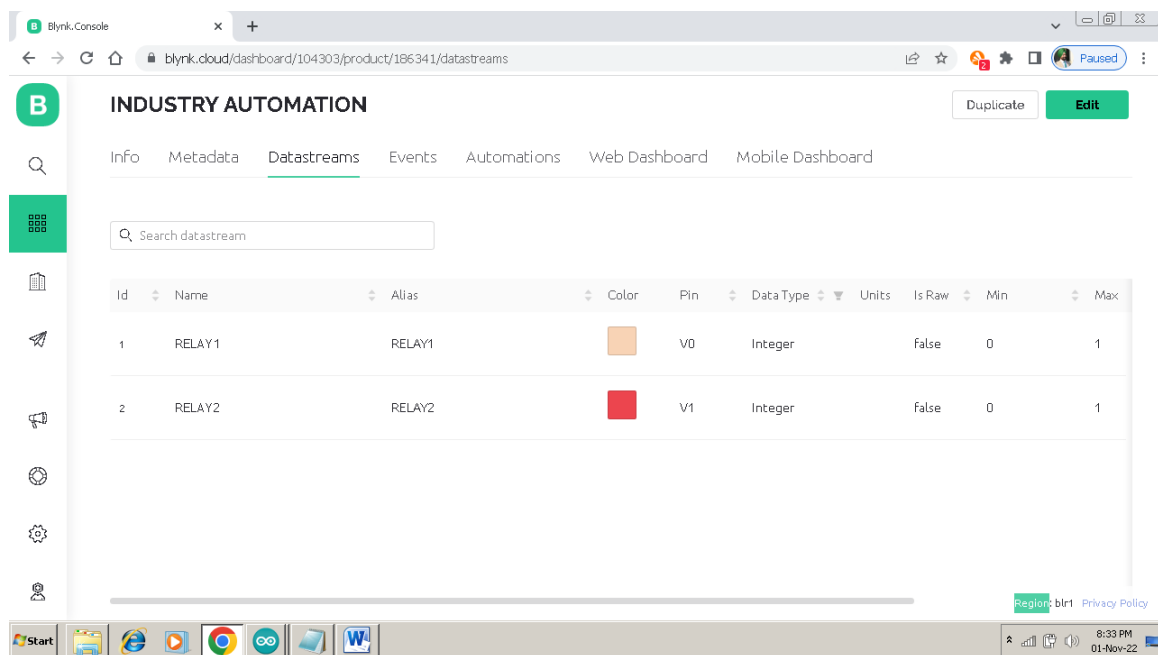 B Blynk.Console
blynk.cloud/dashboard/104303/product/186341/datastreams
2
Paused
B
INDUSTRY AUTOMATION
Duplicate
Edit
Info Metadata Datastreams Events Automations Web Dashboard Mobile Dashboard
Search datastream
Id Name Alias Color Pin Data Type Units Is Raw Min Max
1 RELAY1 RELAY1 V0 Integer false 0 1
2 RELAY2 RELAY2 V1 Integer false 0 1
Region: blr1 Privacy Policy
Start
W
8:33 PM
01-Nov-22